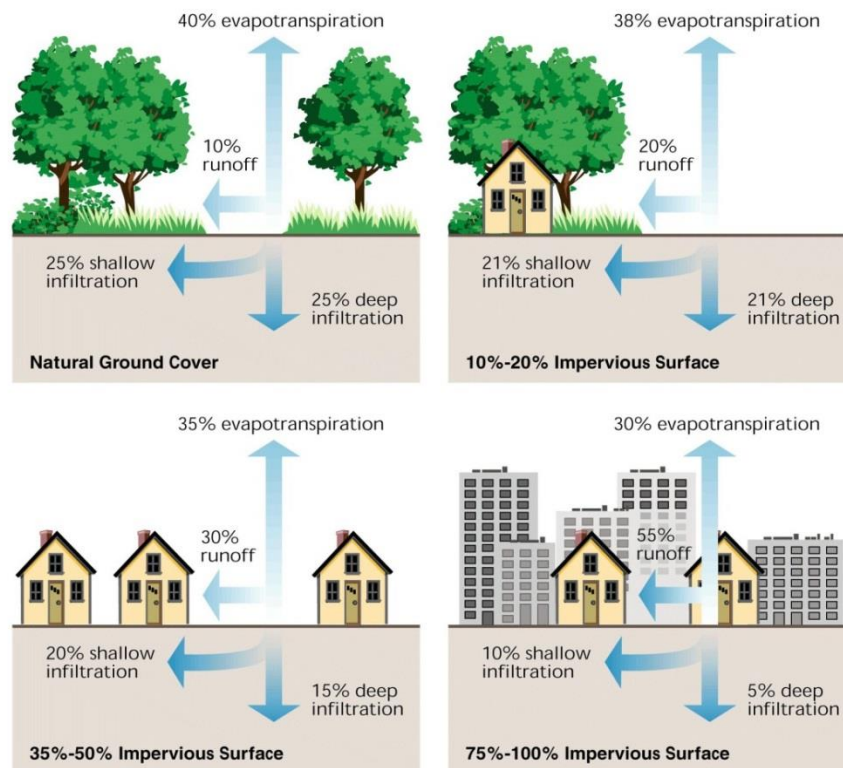 40% evapotranspiration
10%
runoff
25% shallow
infiltration
25% deep
infiltration
Natural Ground Cover
38% evapotranspiration
20%
runoff
21% shallow
infiltration
21% deep
infiltration
10%-20% Impervious Surface
35% evapotranspiration
30%
runoff
20% shallow
infiltration
15% deep
infiltration
35%-50% Impervious Surface
30% evapotranspiration
55%
runoff
10% shallow
infiltration
5% deep
infiltration
75%-100% Impervious Surface